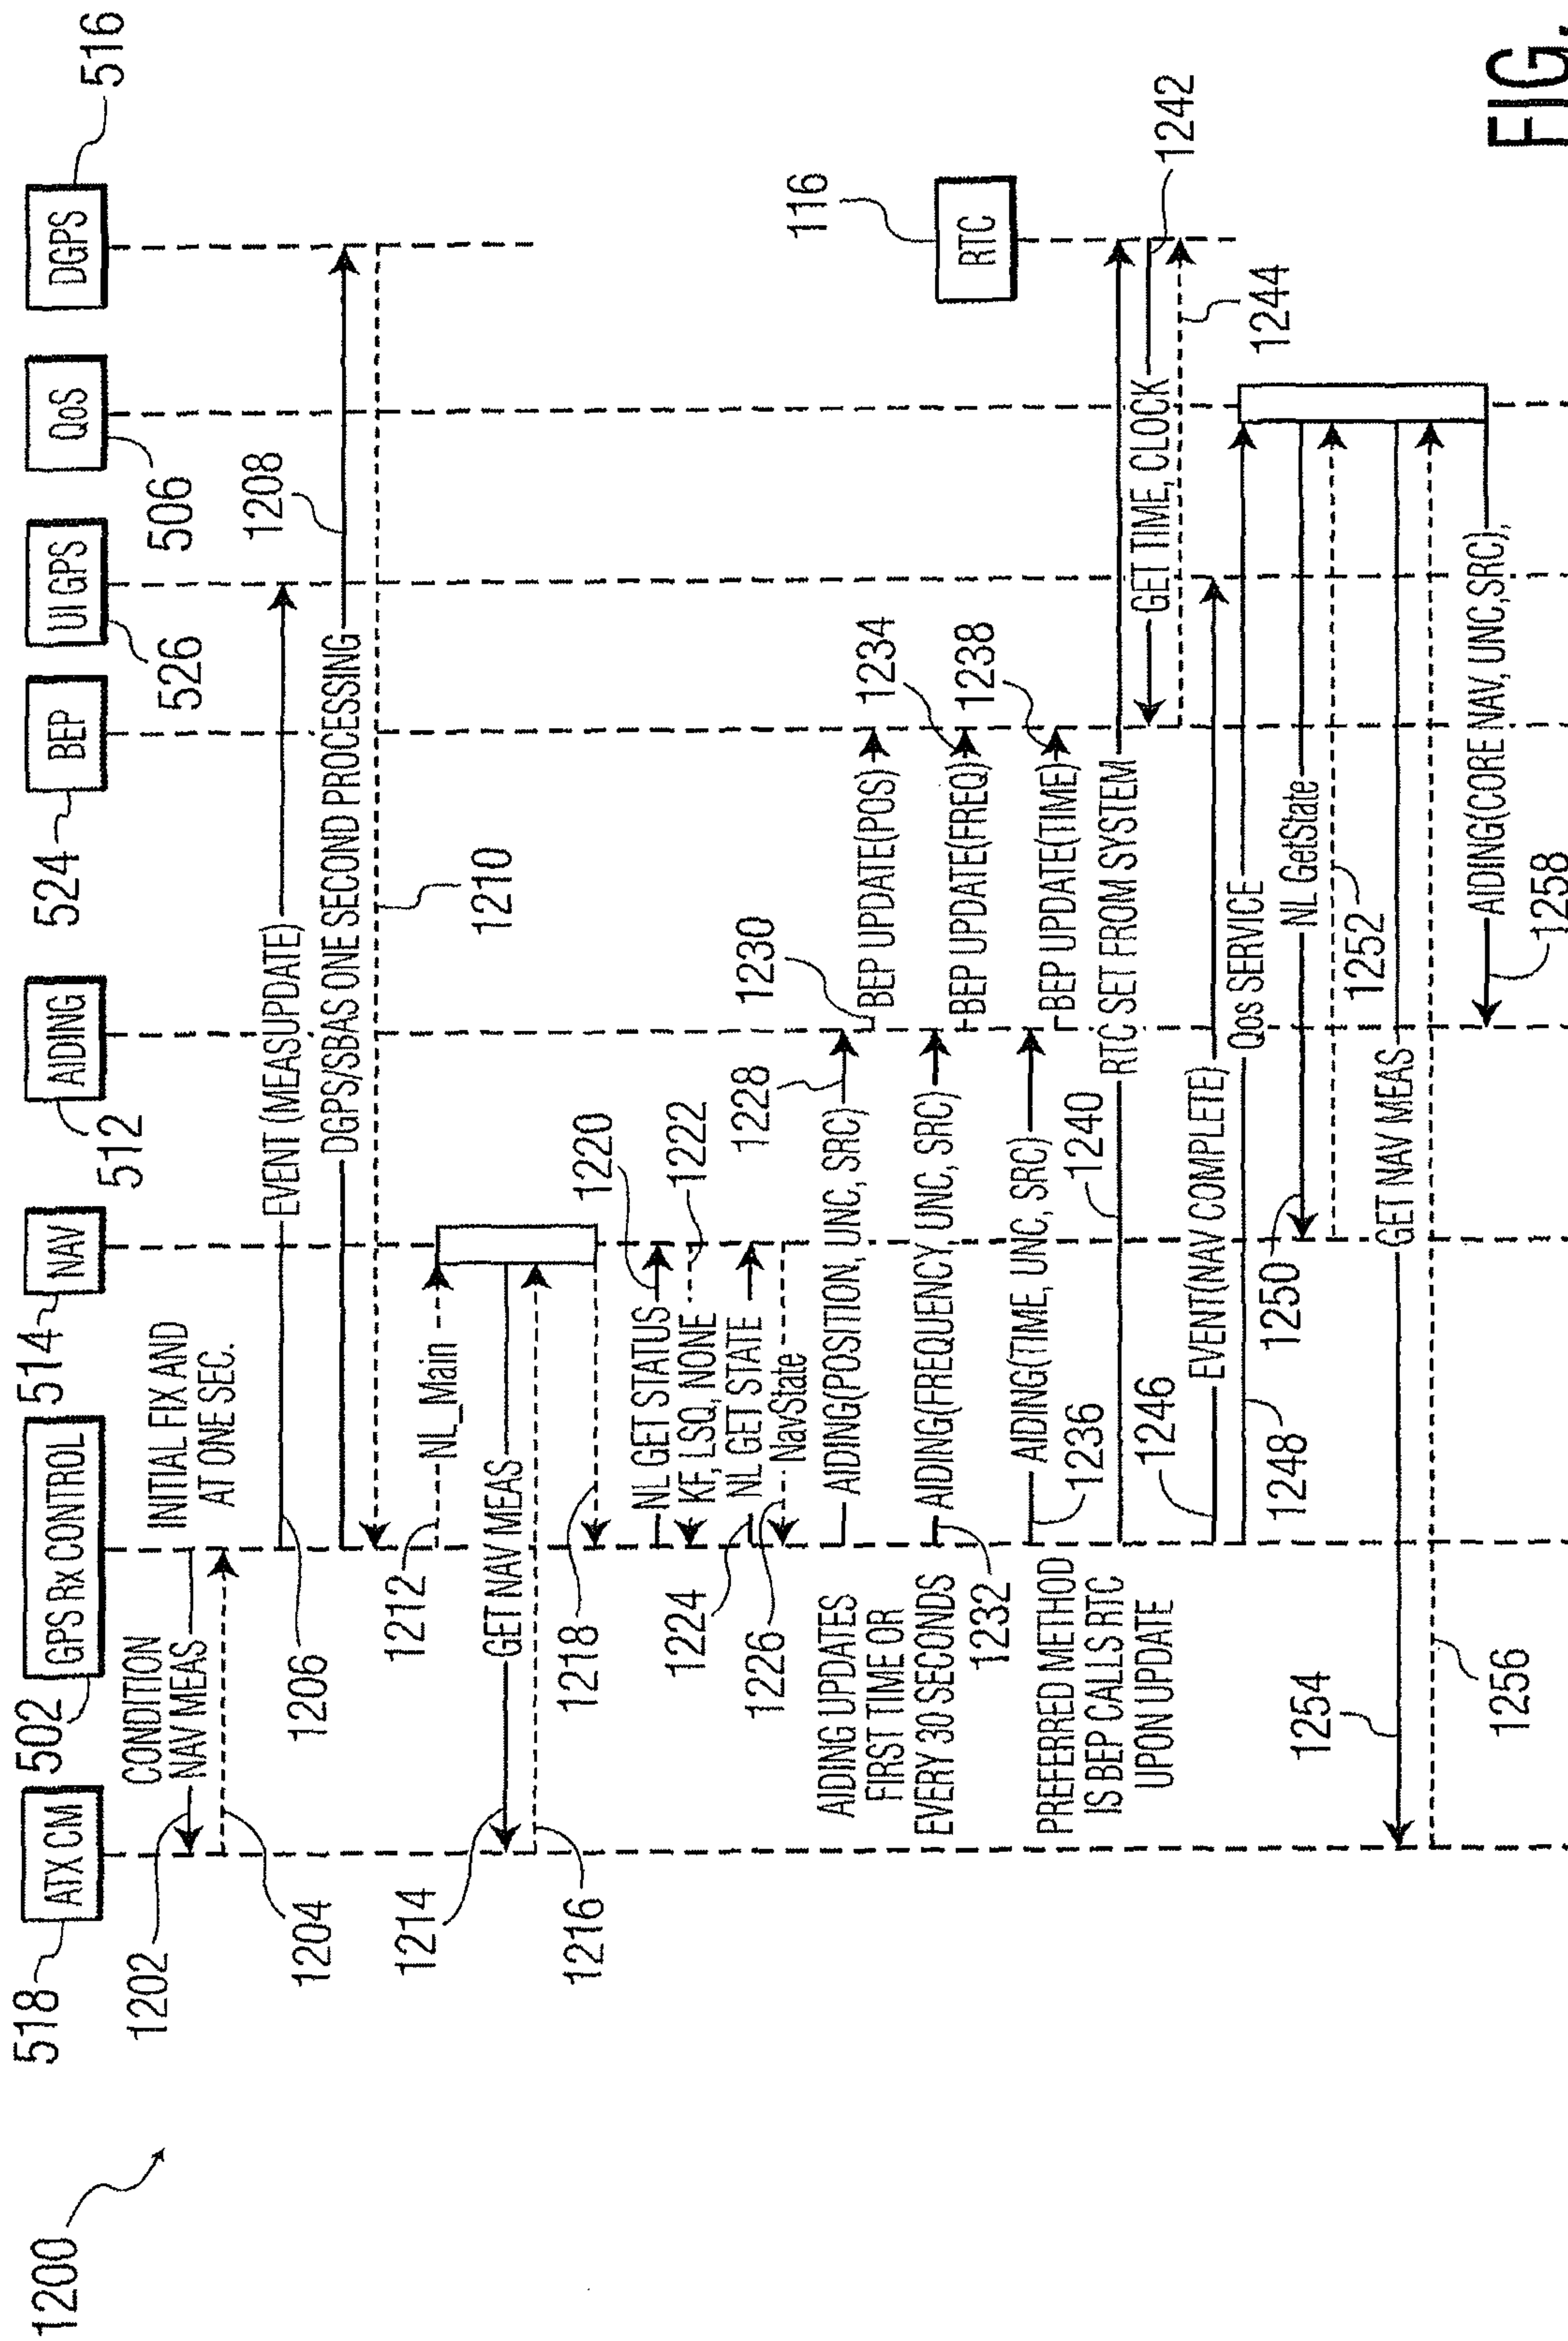 1200
518
ATX CM
502
GPS Rx CONTROL
514
NAV
512
AIDING
524
BEP
526
UI GPS
506
QoS
516
DGPS
1202
CONDITION
NAV MEAS
INITIAL FIX AND
AT ONE SEC.
1204
1206
EVENT (MEASUPDATE)
1208
DGPS/SBAS ONE SECOND PROCESSING
1210
1212
NL_Main
1214
GET NAV MEAS
1216
1218
NL GET STATUS
1220
KF, LSQ, NONE
1222
1224
NL GET STATE
1226
NavState
AIDING UPDATES
FIRST TIME OR
EVERY 30 SECONDS
AIDING(POSITION, UNC, SRC)
1228
1230
BEP UPDATE(POS)
1232
AIDING(FREQUENCY, UNC, SRC)
BEP UPDATE(FREQ)
1234
116
RTC
PREFERRED METHOD
IS BEP CALLS RTC
UPON UPDATE
1236
AIDING(TIME, UNC, SRC)
BEP UPDATE(TIME)
1238
1240
RTC SET FROM SYSTEM
GET TIME, CLOCK
1242
1244
1246
EVENT(NAV COMPLETE)
1248
Qos SERVICE
1250
NL GetState
1252
1254
GET NAV MEAS
1256
AIDING(CORE NAV, UNC,SRC),
1258
FIG.